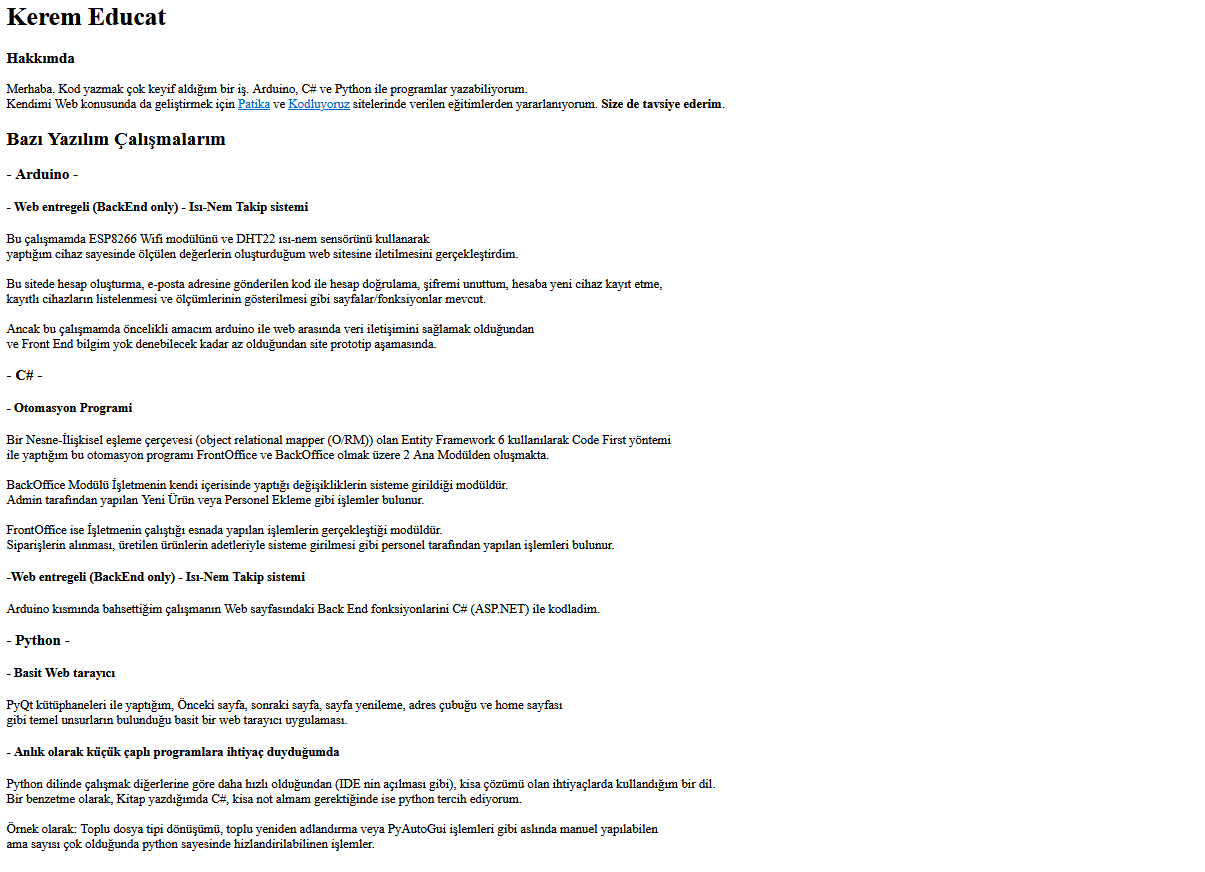 Kerem Educat
Hakkımda
Merhaba. Kod yazmak çok keyif aldığım bir iş. Arduino, C# ve Python ile programlar yazabiliyorum.
Kendimi Web konusunda da geliştirmek için Patika ve Kodluyoruz sitelerinde verilen eğitimlerden yararlanıyorum. Size de tavsiye ederim.
Bazı Yazılım Çalışmalarım
- Arduino -
- Web entregeli (BackEnd only) - Isı-Nem Takip sistemi
Bu çalışmamda ESP8266 Wifi modülünü ve DHT22 ısı-nem sensörünü kullanarak
yaptığım cihaz sayesinde ölçülen değerlerin oluşturduğum web sitesine iletilmesini gerçekleştirdim.
Bu sitede hesap oluşturma, e-posta adresine gönderilen kod ile hesap doğrulama, şifremi unuttum, hesaba yeni cihaz kayıt etme,
kayıtlı cihazların listelenmesi ve ölçümlerinin gösterilmesi gibi sayfalar/fonksiyonlar mevcut.
Ancak bu çalışmamda öncelikli amacım arduino ile web arasında veri iletişimini sağlamak olduğundan
ve Front End bilgim yok denebilecek kadar az olduğundan site prototip aşamasında.
- C# -
- Otomasyon Programi
Bir Nesne-İlişkisel eşleme çerçevesi (object relational mapper (O/RM)) olan Entity Framework 6 kullanılarak Code First yöntemi
ile yaptığım bu otomasyon programı FrontOffice ve BackOffice olmak üzere 2 Ana Modülden oluşmakta.
BackOffice Modülü İşletmenin kendi içerisinde yaptığı değişikliklerin sisteme girildiği modüldür.
Admin tarafından yapılan Yeni Ürün veya Personel Ekleme gibi işlemler bulunur.
FrontOffice ise İşletmenin çalıştığı esnada yapılan işlemlerin gerçekleştiği modüldür.
Siparişlerin alınması, üretilen ürünlerin adetleriyle sisteme girilmesi gibi personel tarafından yapılan işlemleri bulunur.
-Web entregeli (BackEnd only) - Isı-Nem Takip sistemi
Arduino kısmında bahsettiğim çalışmanın Web sayfasındaki Back End fonksiyonlarini C# (ASP.NET) ile kodladim.
- Python -
- Basit Web tarayıcı
PyQt kütüphaneleri ile yaptığım, Önceki sayfa, sonraki sayfa, sayfa yenileme, adres çubuğu ve home sayfası
gibi temel unsurların bulunduğu basit bir web tarayıcı uygulaması.
- Anlık olarak küçük çaplı programlara ihtiyaç duyduğumda
Python dilinde çalışmak diğerlerine göre daha hızlı olduğundan (IDE nin açılması gibi), kisa çözümü olan ihtiyaçlarda kullandığım bir dil.
Bir benzetme olarak, Kitap yazdığımda C#, kisa not almam gerektiğinde ise python tercih ediyorum.
Örnek olarak: Toplu dosya tipi dönüşümü, toplu yeniden adlandırma veya PyAutoGui işlemleri gibi aslında manuel yapılabilen
ama sayısı çok olduğunda python sayesinde hizlandirilabilinen işlemler.